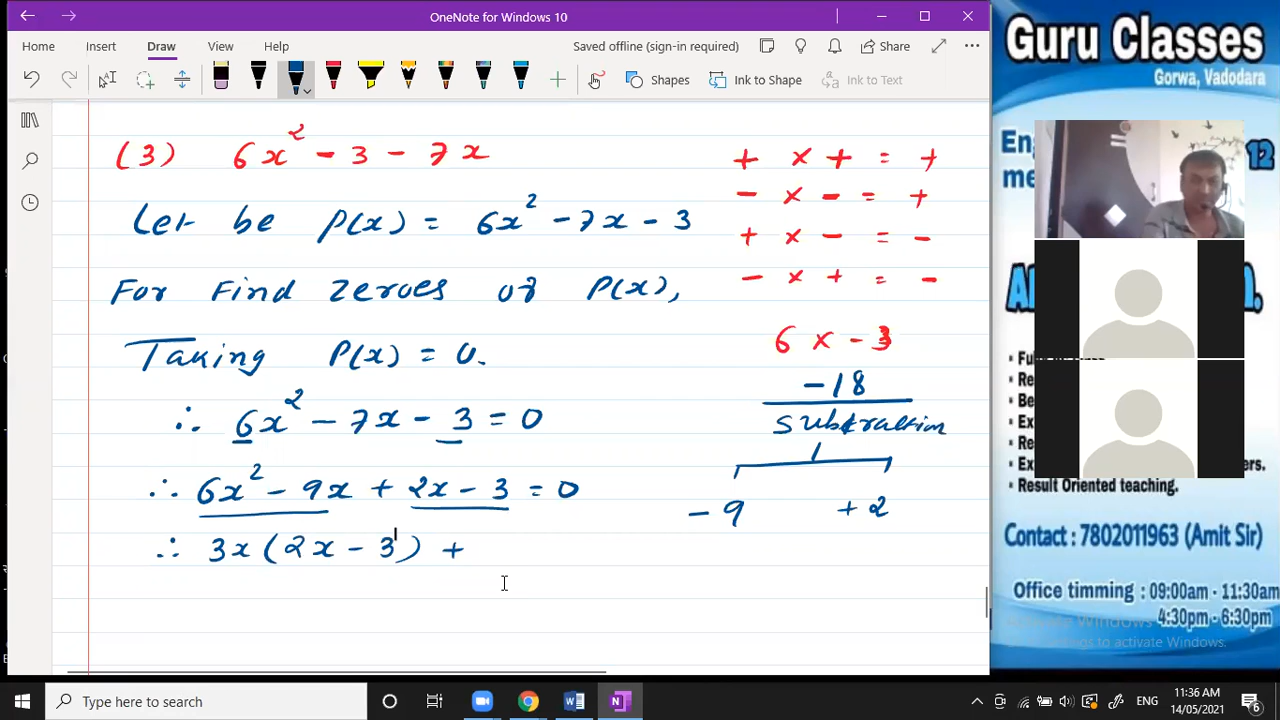 OneNote for Windows 10
Home Insert Draw View Help Saved offline (sign-in required) Share
Shapes Ink to Shape Ink to Text
(3) 6x² - 3 - 7x
Let be P(x) = 6x² - 7x - 3
For Find Zeroes of P(x),
Taking P(x) = 0.
∴ 6x² - 7x - 3 = 0
∴ 6x² - 9x + 2x - 3 = 0
∴ 3x(2x - 3) +
+ x + = +
- x - = +
+ x - = -
- x + = -
6 x - 3
-18
Subtraction
-9 +2
Guru Classes
Gorwa, Vadodara
12
Result Oriented teaching.
Contact : 7802011963 (Amit Sir)
Office timming : 09:00am - 11:30am
4:30pm - 6:30pm
Type here to search
ENG
11:36 AM
14/05/2021
6